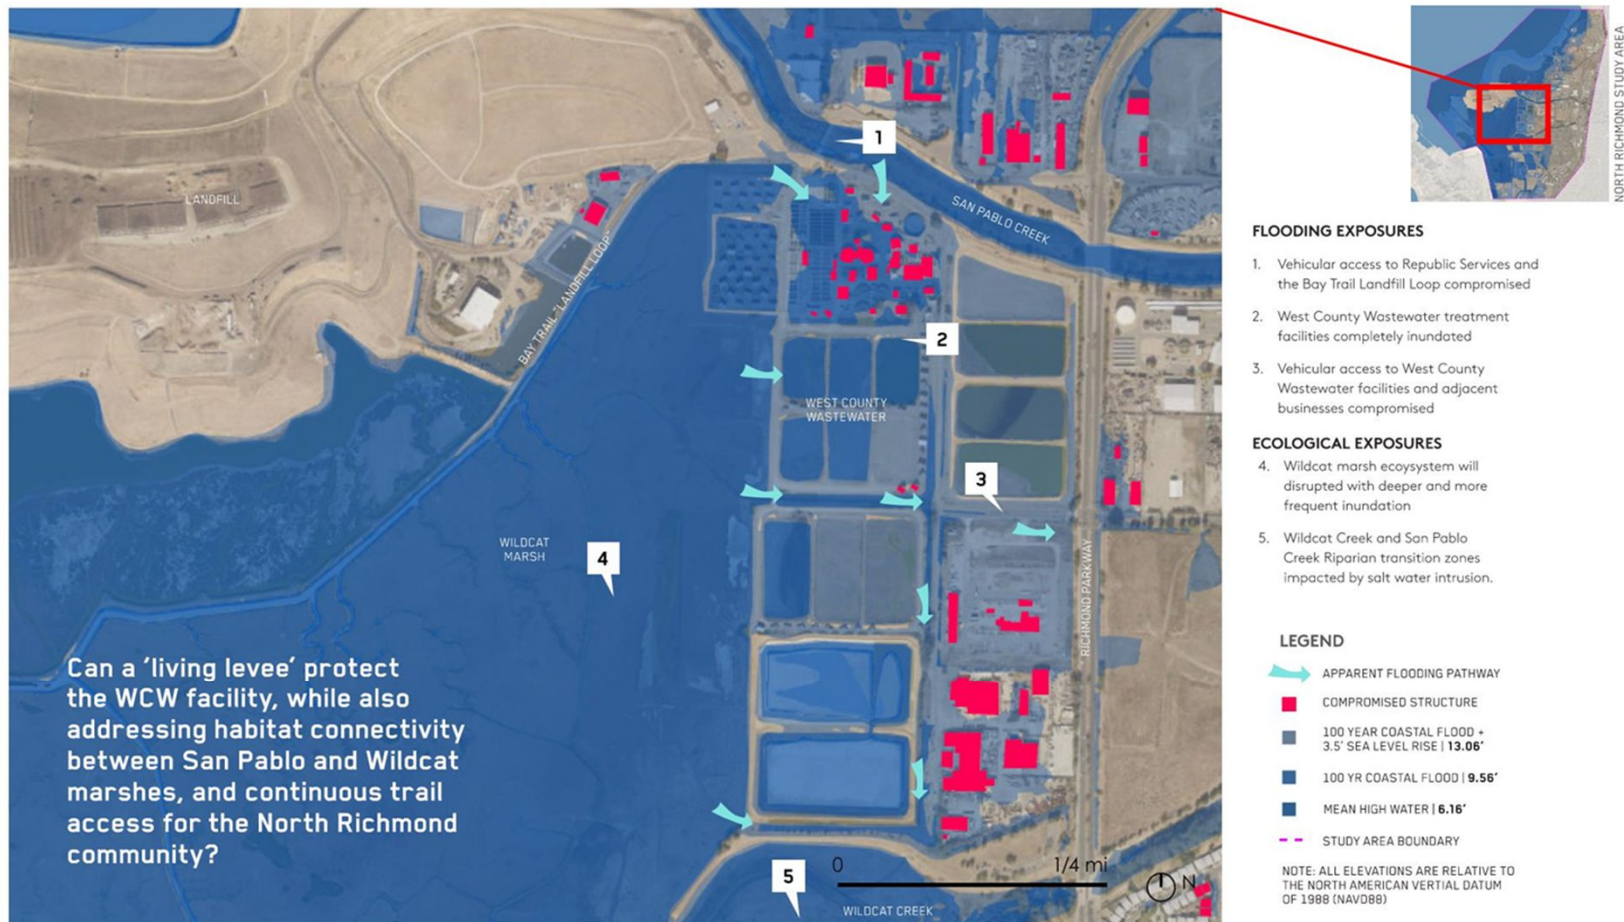 1
2
3
4
5
LANDFILL
BAY TRAIL "LANDFILL LOOP"
SAN PABLO CREEK
WEST COUNTY
WASTEWATER
WILDCAT
MARSH
RICHMOND PARKWAY
WILDCAT CREEK
Can a 'living levee' protect
the WCW facility, while also
addressing habitat connectivity
between San Pablo and Wildcat
marshes, and continuous trail
access for the North Richmond
community?
0
1/4 mi
N
NORTH RICHMOND STUDY AREA
FLOODING EXPOSURES
1. Vehicular access to Republic Services and
the Bay Trail Landfill Loop compromised
2. West County Wastewater treatment
facilities completely inundated
3. Vehicular access to West County
Wastewater facilities and adjacent
businesses compromised
ECOLOGICAL EXPOSURES
4. Wildcat marsh ecoysystem will
disrupted with deeper and more
frequent inundation
5. Wildcat Creek and San Pablo
Creek Riparian transition zones
impacted by salt water intrusion.
LEGEND
APPARENT FLOODING PATHWAY
COMPROMISED STRUCTURE
100 YEAR COASTAL FLOOD +
3.5' SEA LEVEL RISE | 13.06'
100 YR COASTAL FLOOD | 9.56'
MEAN HIGH WATER | 6.16'
STUDY AREA BOUNDARY
NOTE: ALL ELEVATIONS ARE RELATIVE TO
THE NORTH AMERICAN VERTIAL DATUM
OF 1988 (NAVD88)